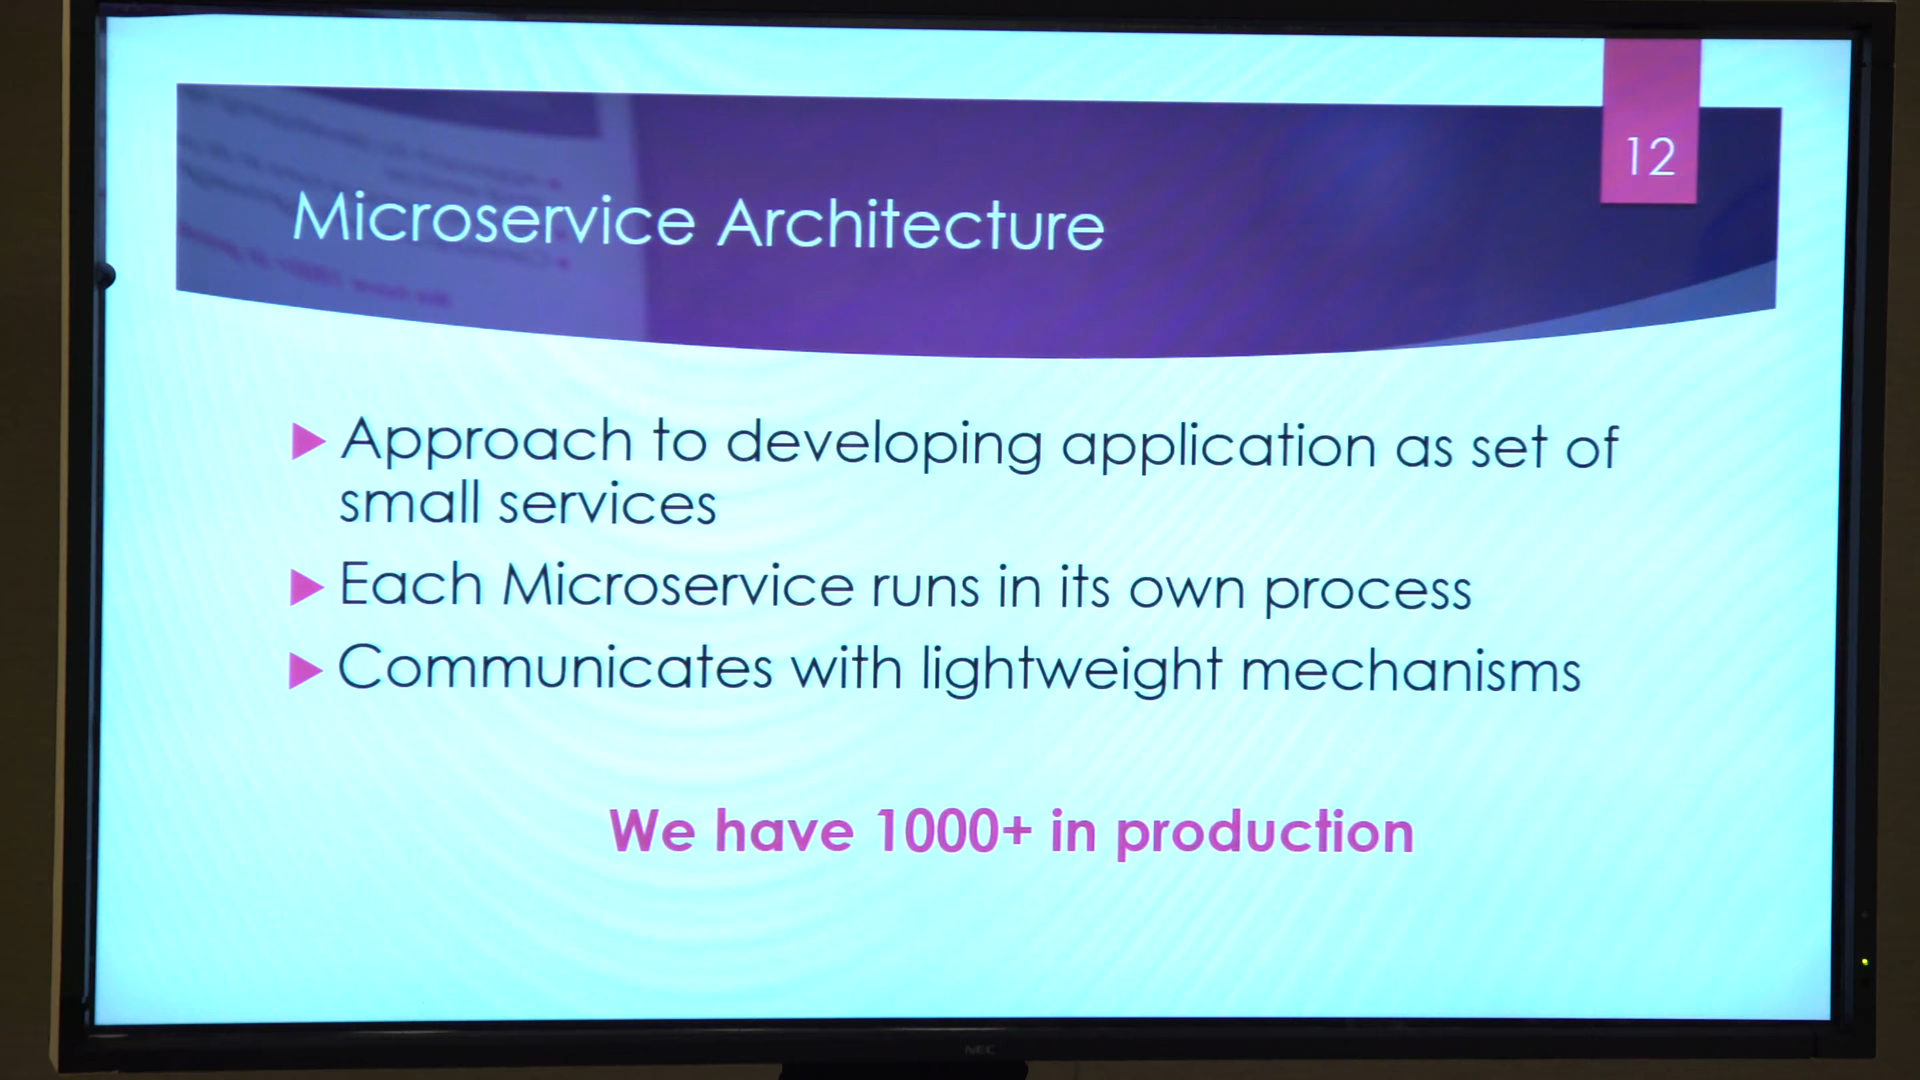 12
Microservice Architecture
Approach to developing application as set of
small services
Each Microservice runs in its own process
Communicates with lightweight mechanisms
We have 1000+ in production
NEC